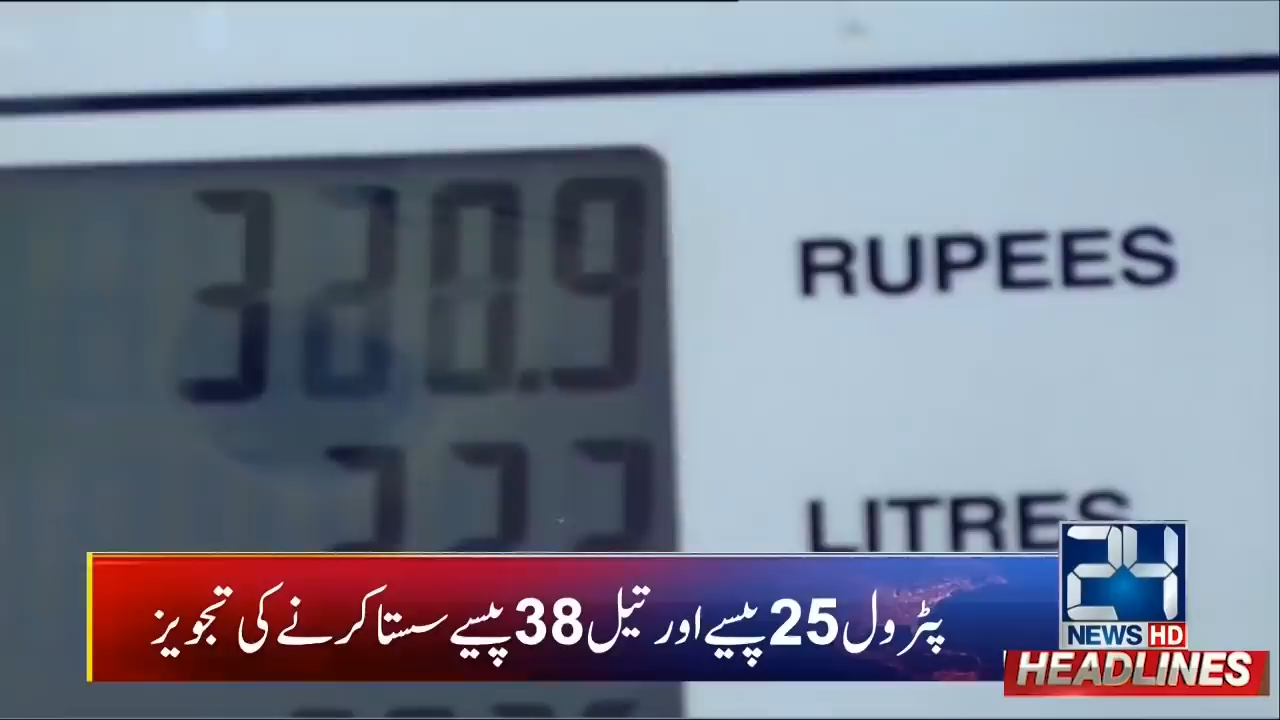 320.9 RUPEES
LITRES
پٹرول 25 پیسے اور تیل 38 پیسے سستا کرنے کی تجویز
24
NEWS HD
HEADLINES